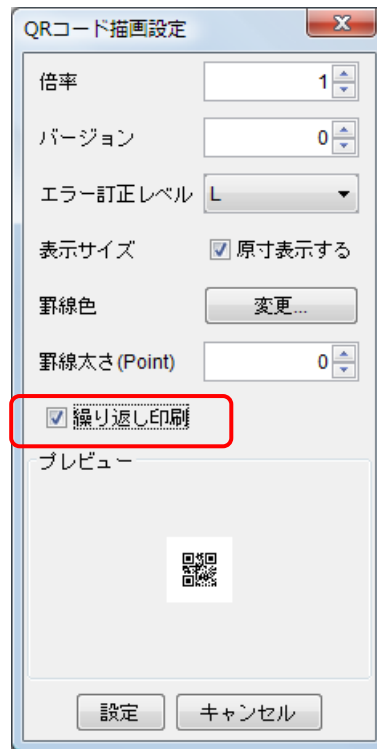 QRコード描画設定
倍率 1
バージョン 0
エラー訂正レベル L
表示サイズ 原寸表示する
罫線色 変更...
罫線太さ(Point) 0
繰り返し印刷
プレビュー
設定 キャンセル